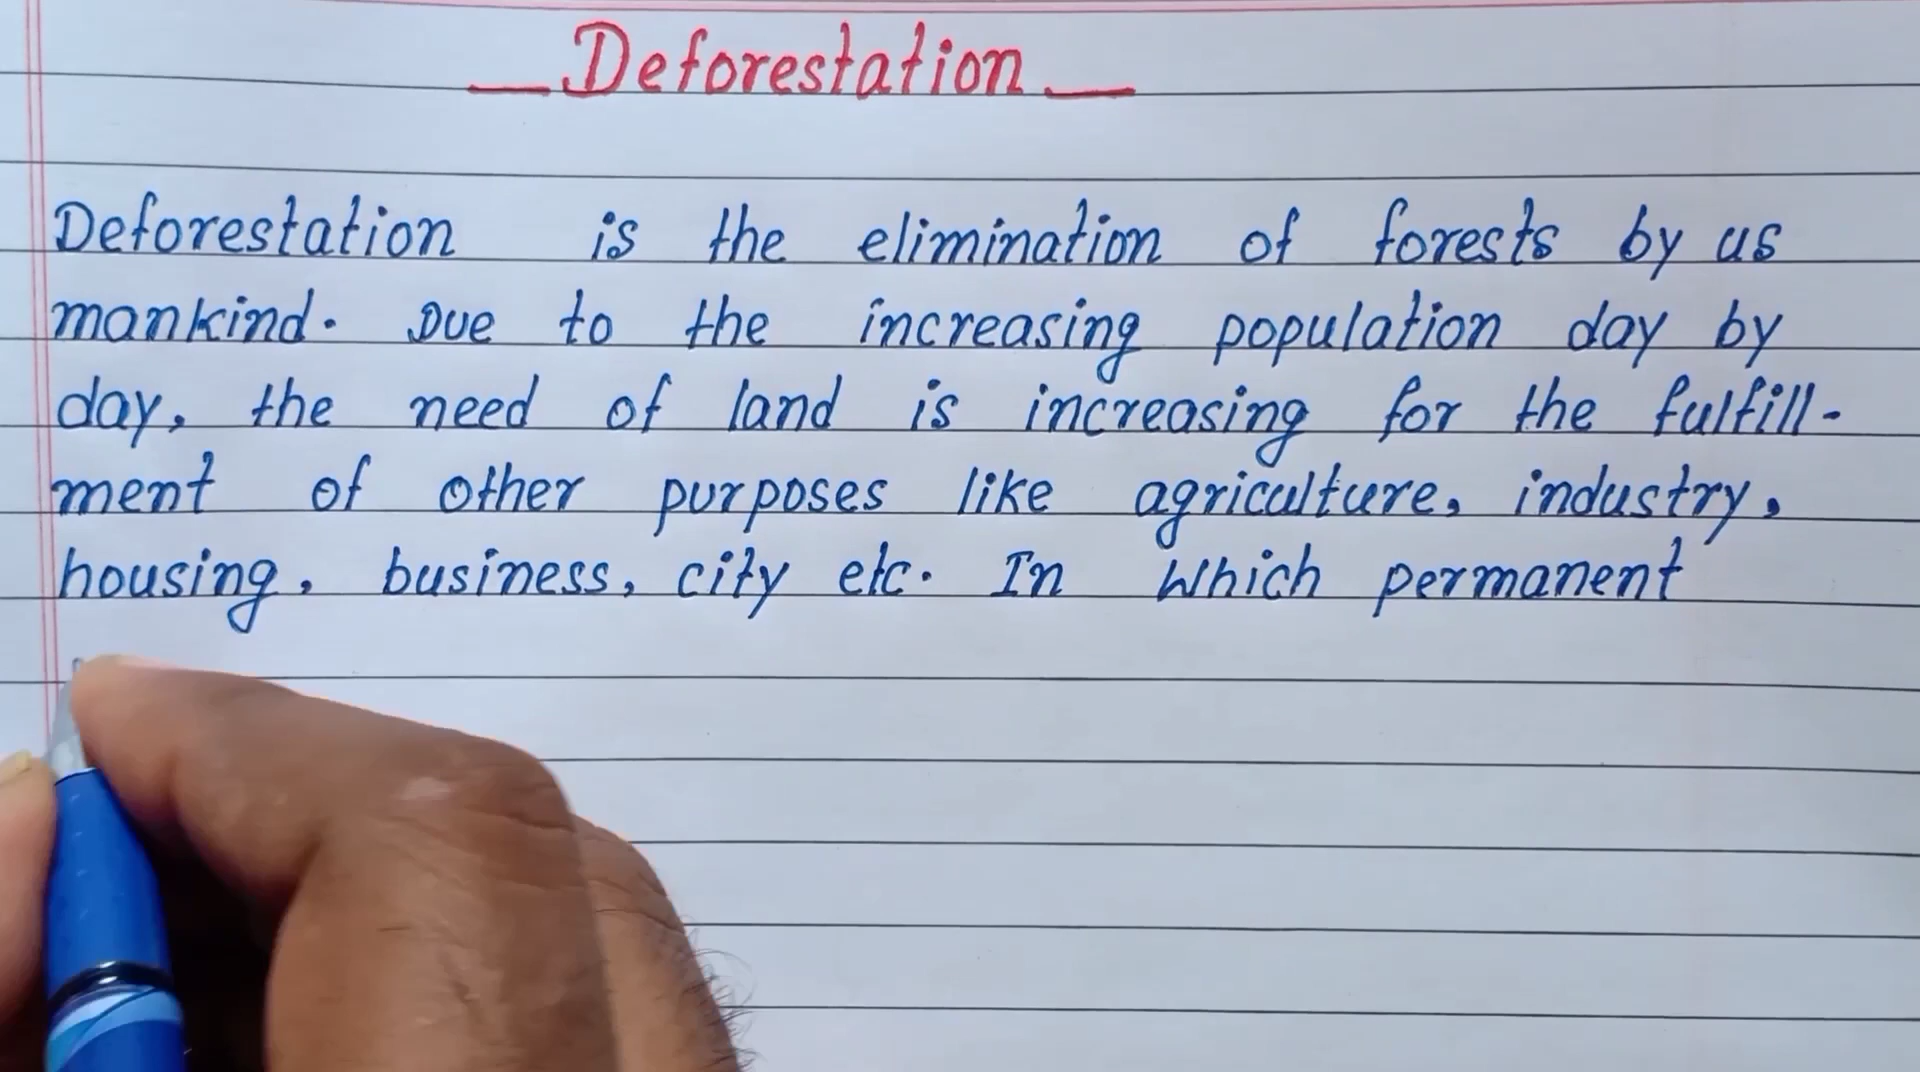 Deforestation
Deforestation is the elimination of forests by us
mankind. Due to the increasing population day by
day, the need of land is increasing for the fulfill-
ment of other purposes like agriculture, industry,
housing, business, city etc. In which permanent